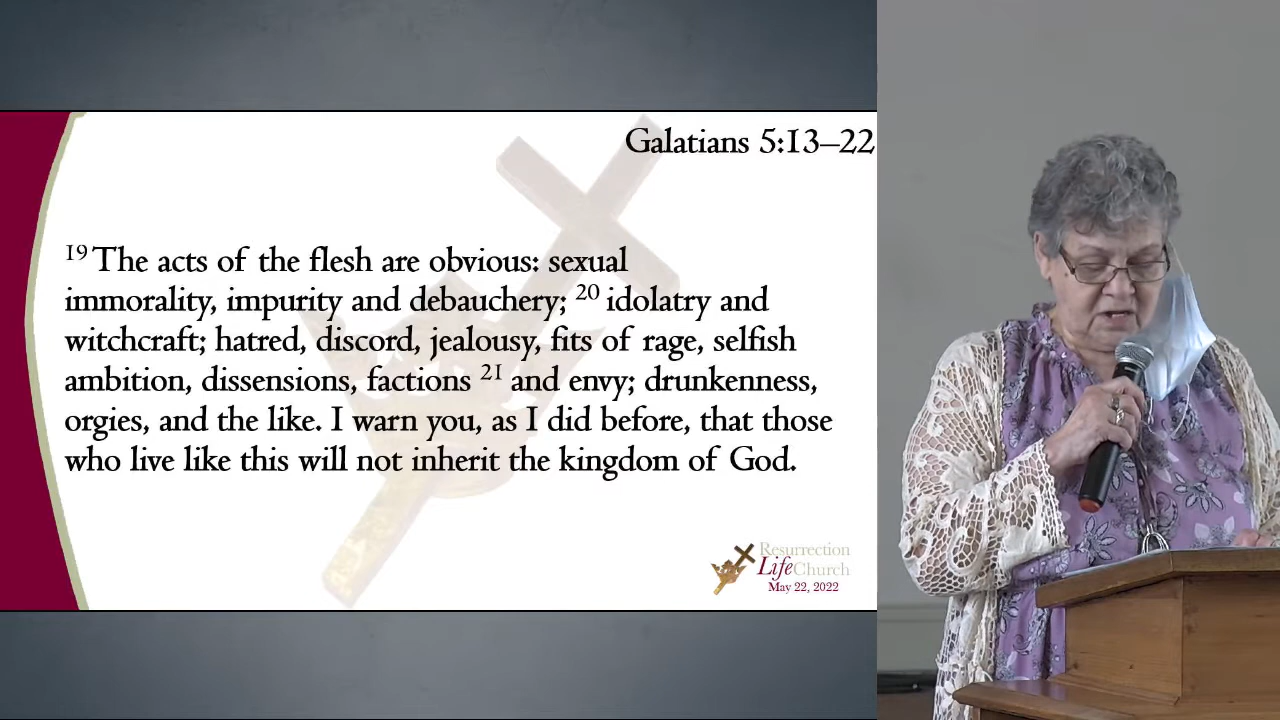 Galatians 5:13–22
¹⁹ The acts of the flesh are obvious: sexual
immorality, impurity and debauchery; ²⁰ idolatry and
witchcraft; hatred, discord, jealousy, fits of rage, selfish
ambition, dissensions, factions ²¹ and envy; drunkenness,
orgies, and the like. I warn you, as I did before, that those
who live like this will not inherit the kingdom of God.
Resurrection
LifeChurch
May 22, 2022